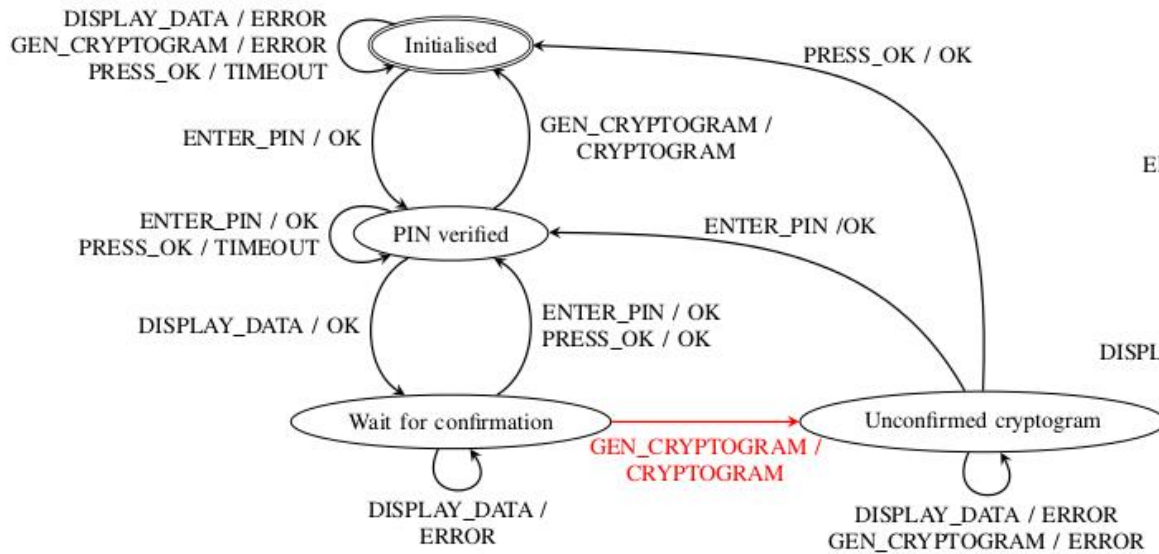 DISPLAY_DATA / ERROR
GEN_CRYPTOGRAM / ERROR
PRESS_OK / TIMEOUT
Initialised
PRESS_OK / OK
ENTER_PIN / OK
GEN_CRYPTOGRAM /
CRYPTOGRAM
ENTER_PIN / OK
PRESS_OK / TIMEOUT
PIN verified
ENTER_PIN /OK
DISPLAY_DATA / OK
ENTER_PIN / OK
PRESS_OK / OK
Wait for confirmation
GEN_CRYPTOGRAM /
CRYPTOGRAM
Unconfirmed cryptogram
DISPLAY_DATA /
ERROR
DISPLAY_DATA / ERROR
GEN_CRYPTOGRAM / ERROR
DISPL